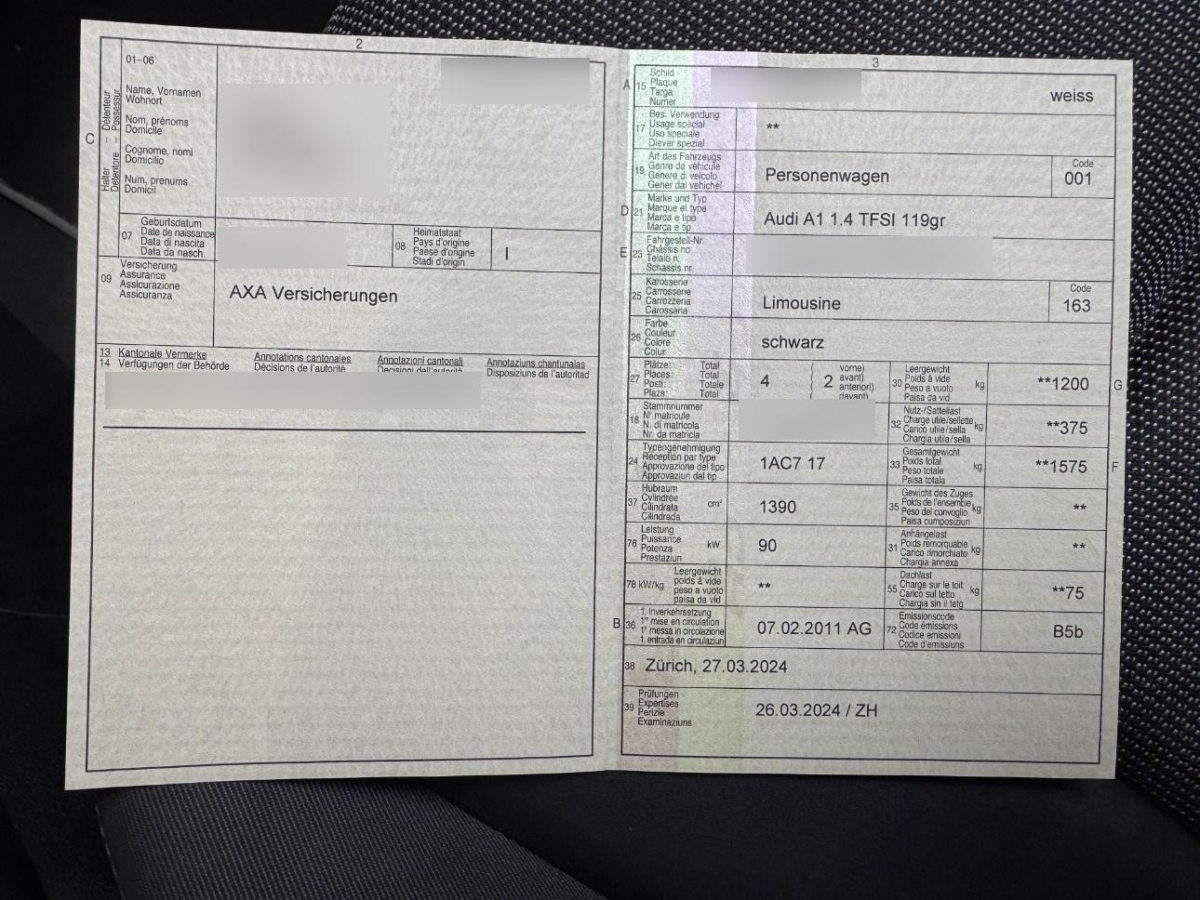 2
01-06
C
Halter – Détenteur
Detentore – Possessur
Name, Vornamen
Wohnort
Nom, prénoms
Domicile
Cognome, nomi
Domicilio
Num, prenums
Domicil
07
Geburtsdatum
Date de naissance
Data di nascita
Data da nasch.
08
Heimatstaat
Pays d'origine
Paese d'origine
Stadi d'origin
I
09
Versicherung
Assurance
Assicurazione
Assicuranza
AXA Versicherungen
13 Kantonale Vermerke Annotations cantonales Annotazioni cantonali Annotaziuns chantunalas
14 Verfügungen der Behörde Décisions de l'autorité Decisioni dell'autorità Disposiziuns da l'autoritad
3
A
15
Schild
Plaque
Targa
Numer
weiss
17
Bes. Verwendung
Usage spécial
Uso speciale
Diever spezial
**
19
Art des Fahrzeugs
Genre de véhicule
Genere di veicolo
Gener dal vehichel
Personenwagen
Code
001
D
21
Marke und Typ
Marque et type
Marca e tipo
Marca e tip
Audi A1 1.4 TFSI 119gr
E
23
Fahrgestell-Nr.
Châssis no
Telaio n.
Schassis nr.
25
Karosserie
Carrosserie
Carrozzeria
Carossaria
Limousine
Code
163
26
Farbe
Couleur
Colore
Colur
schwarz
27
Plätze: Total
Places: Total
Posti: Totale
Plazs: Total
4
2
vorne)
avant)
anteriori)
davant)
30
Leergewicht
Poids à vide
Peso a vuoto
Paisa da vid
kg
**1200
G
18
Stammnummer
N° matricule
N. di matricola
Nr. da matricla
32
Nutz-/Sattellast
Charge utile/sellette
Carico utile/sella
Chargia utila/sella
kg
**375
24
Typengenehmigung
Réception par type
Approvazione del tipo
Approvaziun dal tip
1AC7 17
33
Gesamtgewicht
Poids total
Peso totale
Paisa totala
kg
**1575
F
37
Hubraum
Cylindrée
Cilindrata
Cilindrada
cm³
1390
35
Gewicht des Zuges
Poids de l'ensemble
Peso del convoglio
Paisa cumposiziun
kg
**
76
Leistung
Puissance
Potenza
Prestaziun
kW
90
31
Anhängelast
Poids remorquable
Carico rimorchiato
Chargia annexa
kg
**
78 kW/kg
Leergewicht
poids à vide
peso a vuoto
paisa da vid
**
55
Dachlast
Charge sur le toit
Carico sul tetto
Chargia sin il tetg
kg
**75
B
36
1. Inverkehrsetzung
1re mise en circulation
1a messa in circolazione
1. entrada en circulaziun
07.02.2011 AG
72
Emissionscode
Code émissions
Codice emissioni
Code d'emissiuns
B5b
38 Zürich, 27.03.2024
39
Prüfungen
Expertises
Perizie
Examinaziuns
26.03.2024 / ZH